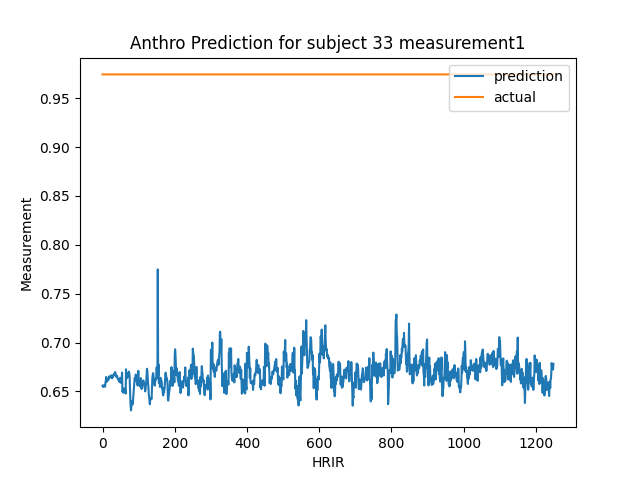 Anthro Prediction for subject 33 measurement1
prediction
actual
Measurement
0.95
0.90
0.85
0.80
0.75
0.70
0.65
0 200 400 600 800 1000 1200
HRIR